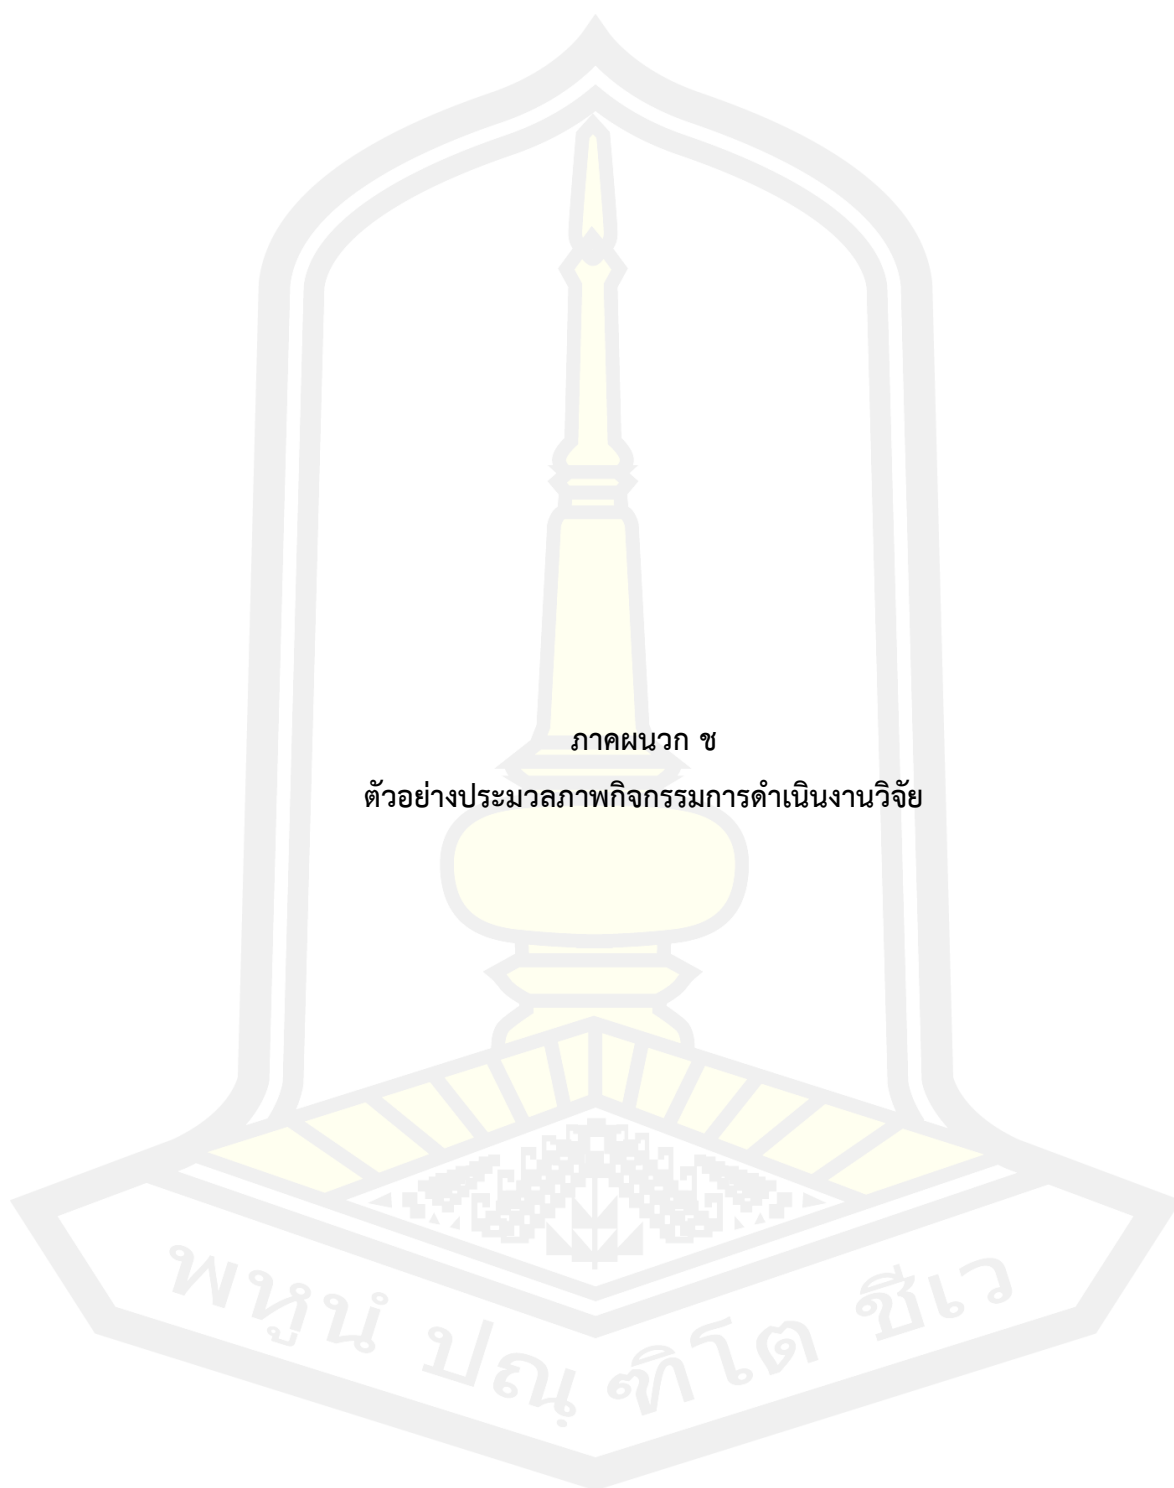 ภาคผนวก ช
ตัวอย่างประมวลภาพกิจกรรมการดำเนินงานวิจัย
พหูนํ ปณฺฑิโต ชีเว